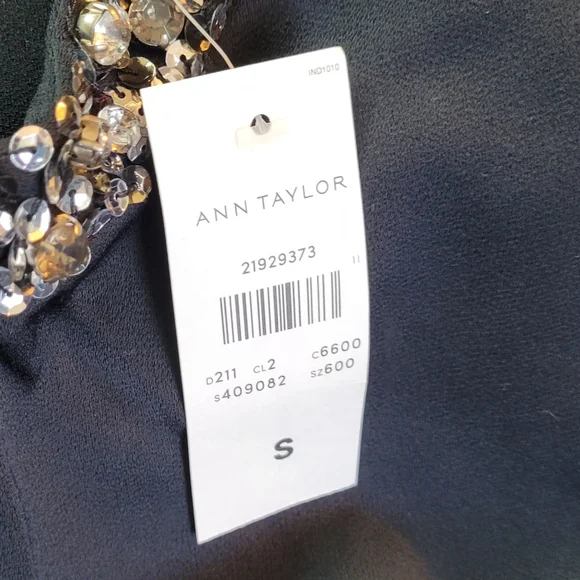 IND1010
ANN TAYLOR
21929373
11
D211 CL2 C6600
S409082 SZ600
S